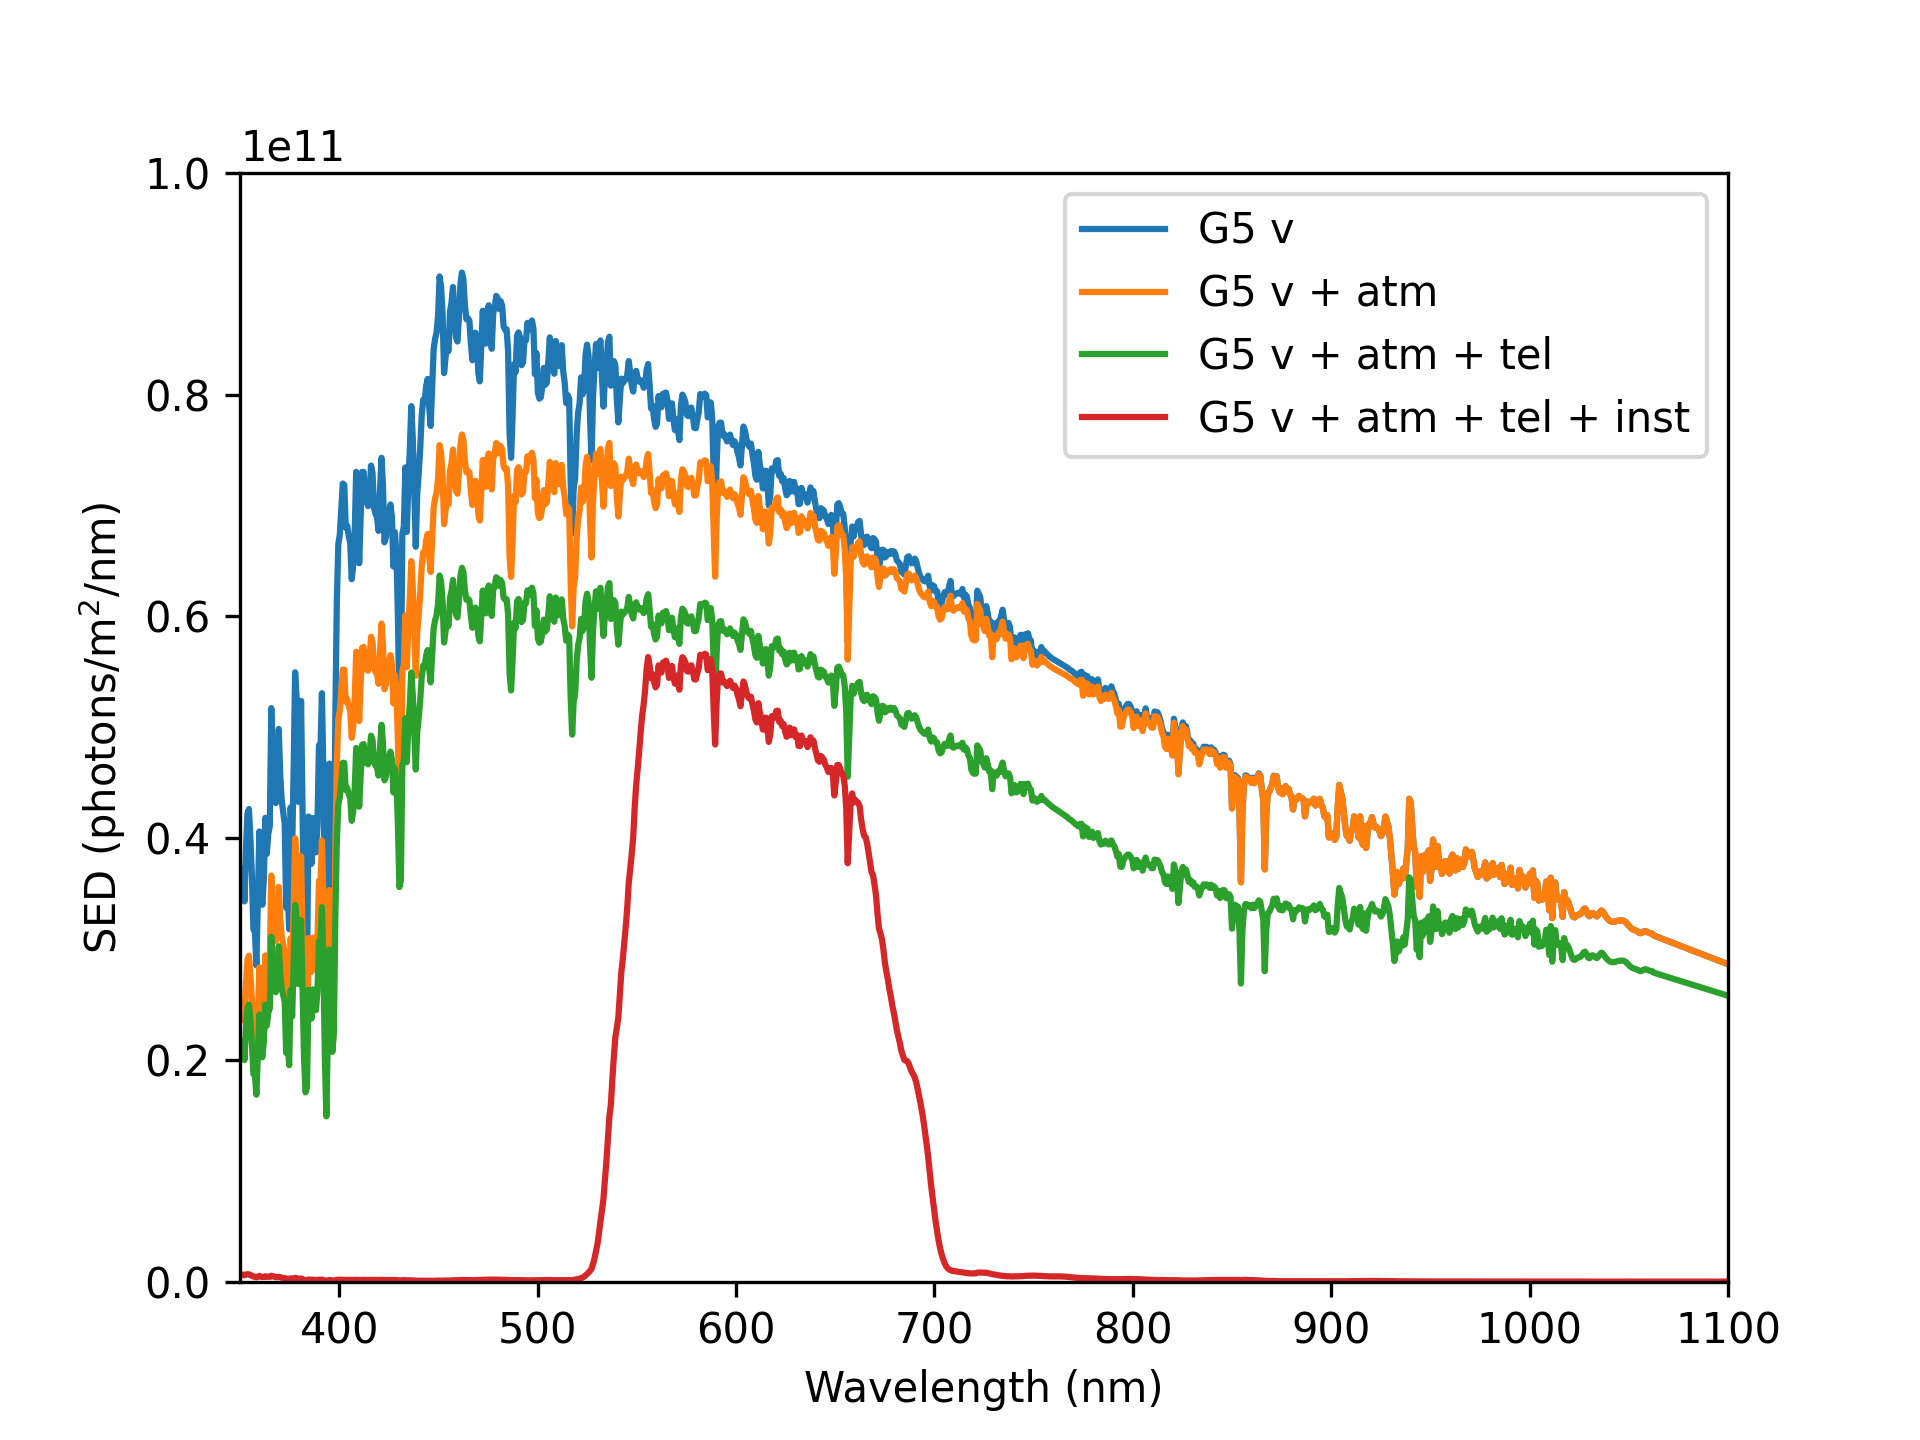 1e11
1.0
0.8
0.6
0.4
0.2
0.0
SED (photons/m²/nm)
G5 v
G5 v + atm
G5 v + atm + tel
G5 v + atm + tel + inst
400 500 600 700 800 900 1000 1100
Wavelength (nm)